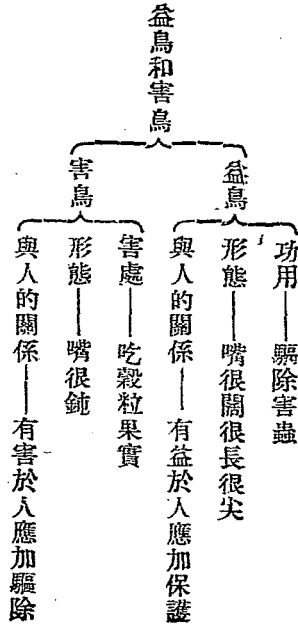 益鳥和害鳥
益鳥
功用——驅除害蟲
形態——嘴很闊很長很尖
與人的關係——有益於人應加保護
害鳥
害處——吃穀粒果實
形態——嘴很鈍
與人的關係——有害於人應加驅除